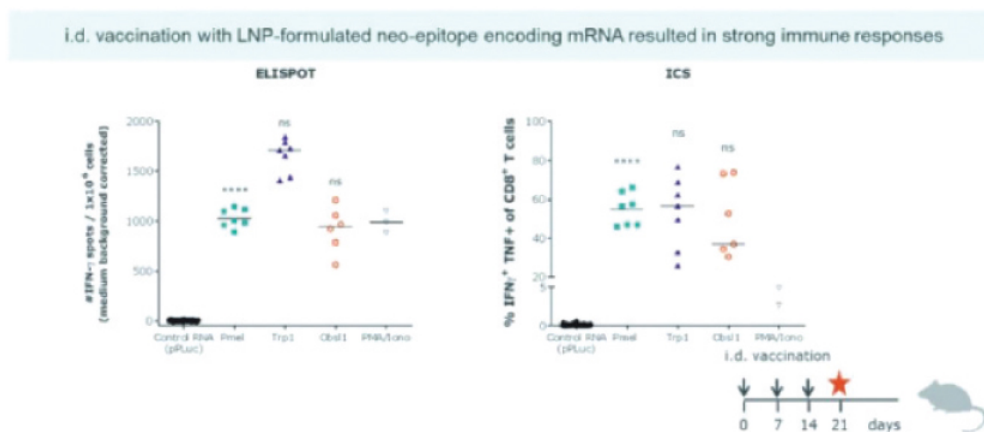 i.d. vaccination with LNP-formulated neo-epitope encoding mRNA resulted in strong immune responses
ELISPOT
#IFN-γ spots / 1x10⁶ cells
(medium background corrected)
2000
1500
1000
500
0
****
ns
ns
Control RNA
(pPLuc)
Pmel
Trp1
Obsl1
PMA/Iono
ICS
% IFNγ⁺ TNF+ of CD8⁺ T cells
100
80
60
40
20
5
0
****
ns
ns
Control RNA
(pPLuc)
Pmel
Trp1
Obsl1
PMA/Iono
i.d. vaccination
0 7 14 21 days